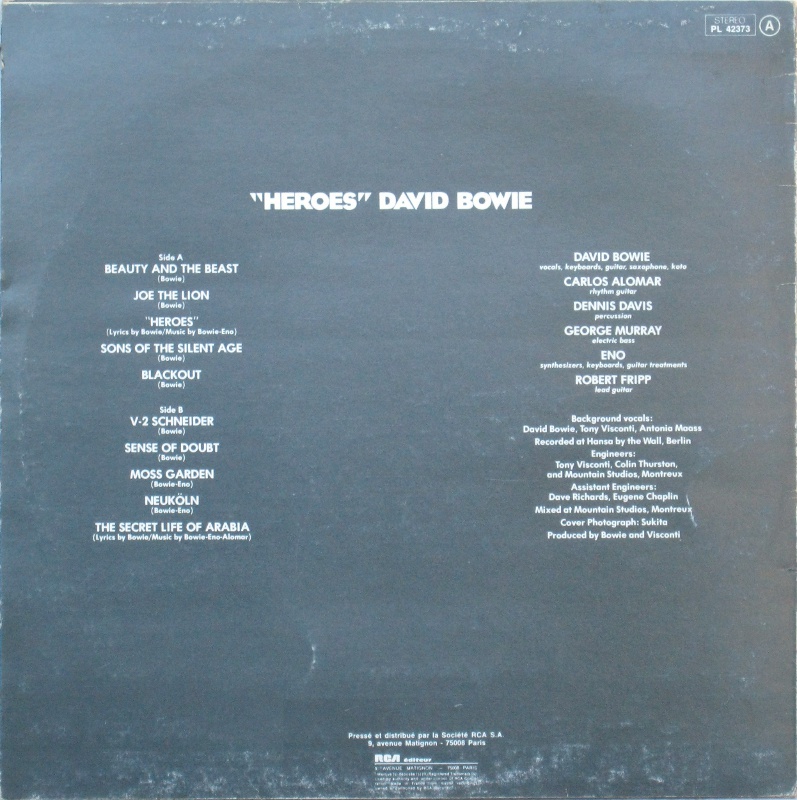 STEREO
PL 42373
A
"HEROES" DAVID BOWIE
Side A
BEAUTY AND THE BEAST
(Bowie)
JOE THE LION
(Bowie)
"HEROES"
(Lyrics by Bowie/Music by Bowie-Eno)
SONS OF THE SILENT AGE
(Bowie)
BLACKOUT
(Bowie)
Side B
V-2 SCHNEIDER
(Bowie)
SENSE OF DOUBT
(Bowie)
MOSS GARDEN
(Bowie-Eno)
NEUKÖLN
(Bowie-Eno)
THE SECRET LIFE OF ARABIA
(Lyrics by Bowie/Music by Bowie-Eno-Alomar)
DAVID BOWIE
vocals, keyboards, guitar, saxophone, koto
CARLOS ALOMAR
rhythm guitar
DENNIS DAVIS
percussion
GEORGE MURRAY
electric bass
ENO
synthesizers, keyboards, guitar treatments
ROBERT FRIPP
lead guitar
Background vocals:
David Bowie, Tony Visconti, Antonia Maass
Recorded at Hansa by the Wall, Berlin
Engineers:
Tony Visconti, Colin Thurston,
and Mountain Studios, Montreux
Assistant Engineers:
Dave Richards, Eugene Chaplin
Mixed at Mountain Studios, Montreux
Cover Photograph: Sukita
Produced by Bowie and Visconti
Pressé et distribué par la Société RCA S.A.
9, avenue Matignon - 75008 Paris
RCA éditeur
9 AVENUE MATIGNON - 75008 PARIS